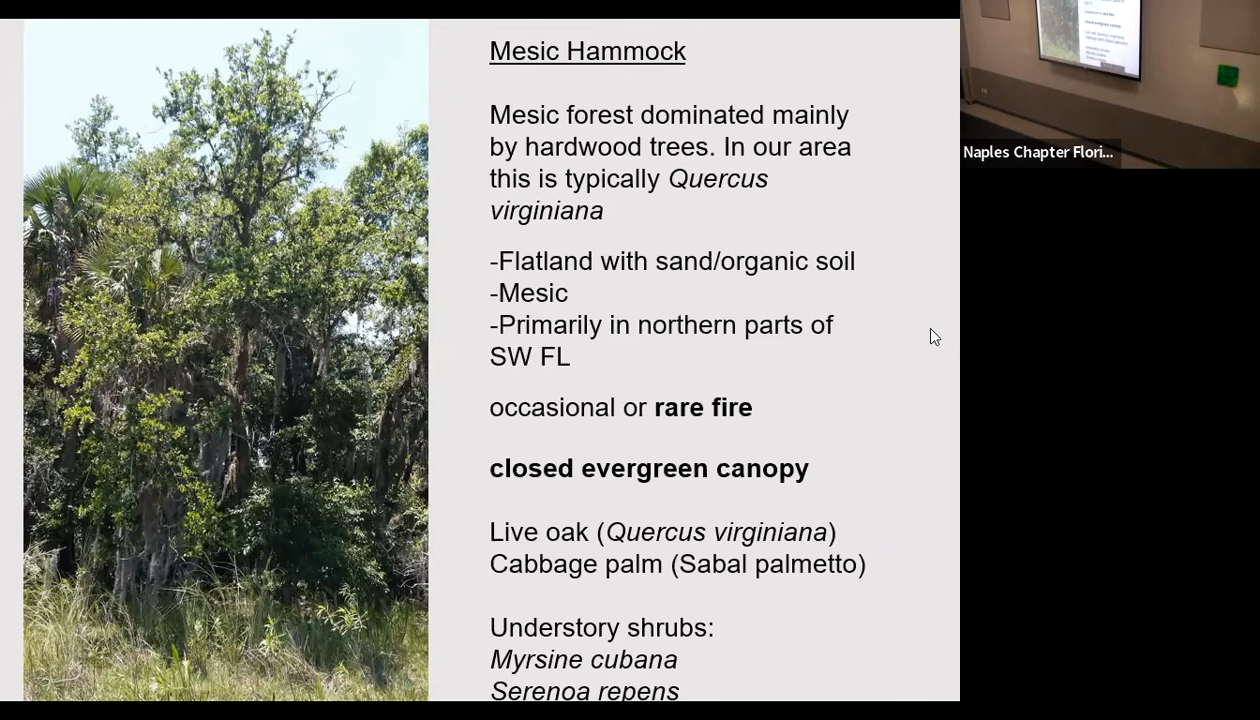 Mesic Hammock
Mesic forest dominated mainly
by hardwood trees. In our area
this is typically Quercus
virginiana
-Flatland with sand/organic soil
-Mesic
-Primarily in northern parts of
SW FL
occasional or rare fire
closed evergreen canopy
Live oak (Quercus virginiana)
Cabbage palm (Sabal palmetto)
Understory shrubs:
Myrsine cubana
Serenoa repens
Naples Chapter Flori...